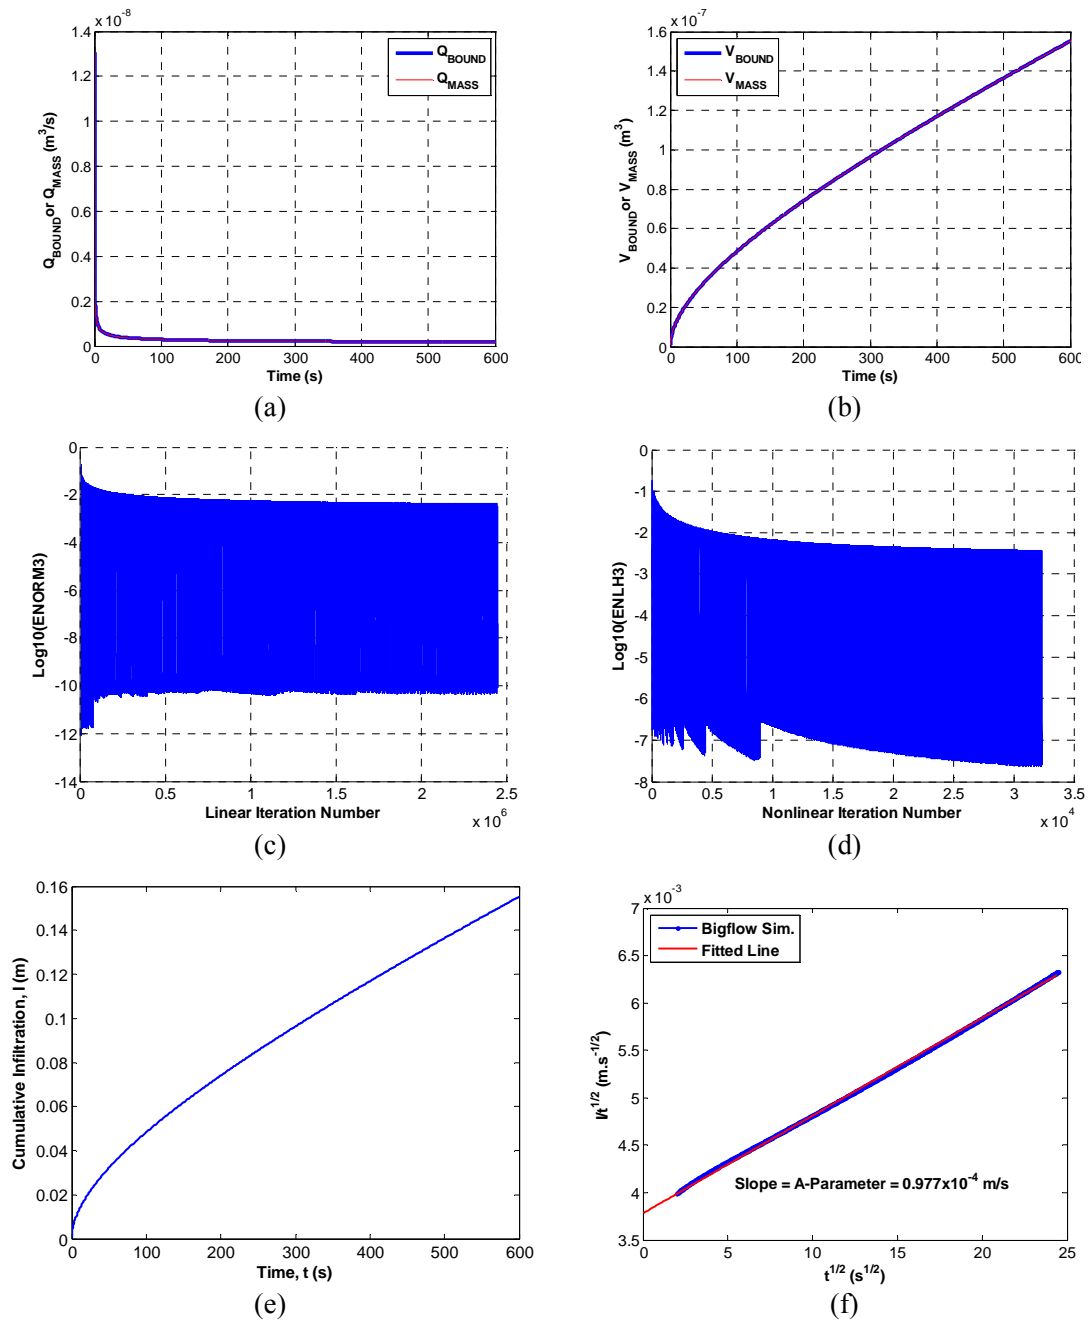 x 10^-8
1.4
1.2
1
0.8
0.6
0.4
0.2
0
Q_BOUND or Q_MASS (m^3/s)
Q_BOUND
Q_MASS
0 100 200 300 400 500 600
Time (s)
(a)
x 10^-7
1.6
1.4
1.2
1
0.8
0.6
0.4
0.2
0
V_BOUND or V_MASS (m^3)
V_BOUND
V_MASS
0 100 200 300 400 500 600
Time (s)
(b)
0
-2
-4
-6
-8
-10
-12
-14
Log10(ENORM3)
0 0.5 1 1.5 2 2.5
Linear Iteration Number
x 10^6
(c)
0
-1
-2
-3
-4
-5
-6
-7
-8
Log10(ENLH3)
0 0.5 1 1.5 2 2.5 3 3.5
Nonlinear Iteration Number
x 10^4
(d)
0.16
0.14
0.12
0.1
0.08
0.06
0.04
0.02
0
Cumulative Infiltration, I (m)
0 100 200 300 400 500 600
Time, t (s)
(e)
x 10^-3
7
6.5
6
5.5
5
4.5
4
3.5
I/t^1/2 (m.s^-1/2)
Bigflow Sim.
Fitted Line
Slope = A-Parameter = 0.977x10^-4 m/s
0 5 10 15 20 25
t^1/2 (s^1/2)
(f)